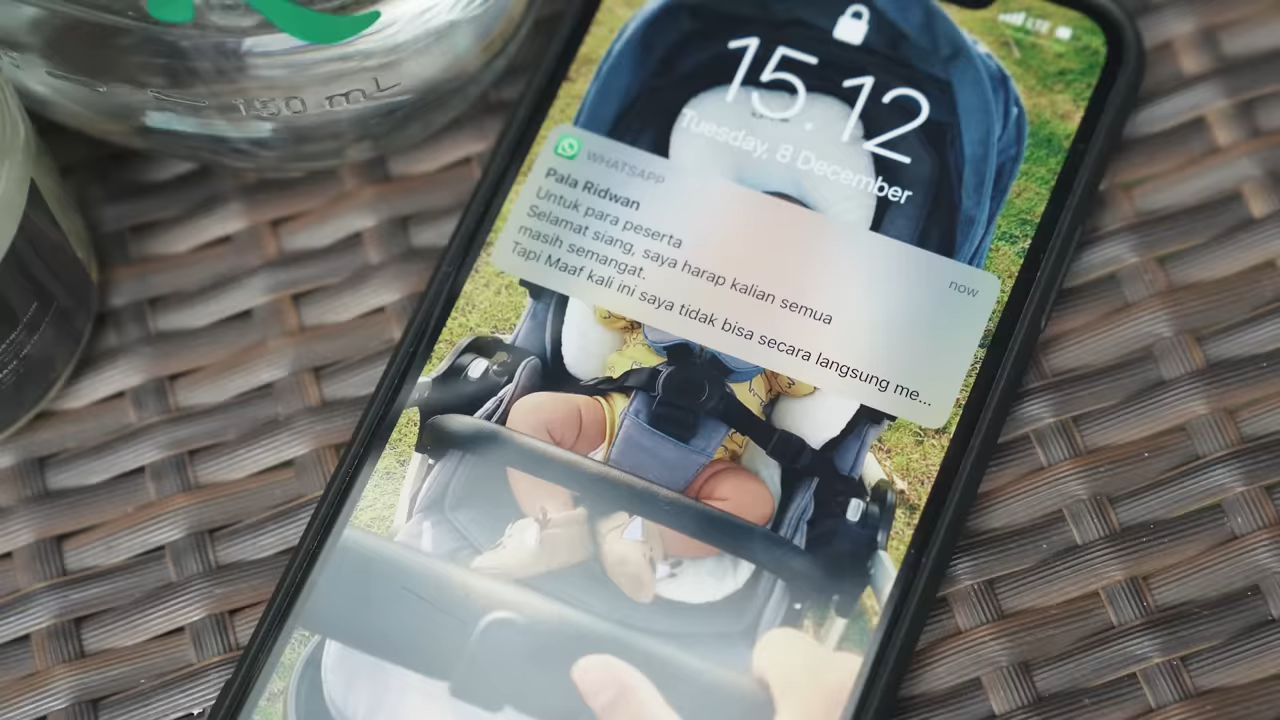 150 mL
LTE
15.12
Tuesday, 8 December
WHATSAPP
now
Pala Ridwan
Untuk para peserta
Selamat siang, saya harap kalian semua
masih semangat.
Tapi Maaf kali ini saya tidak bisa secara langsung me...